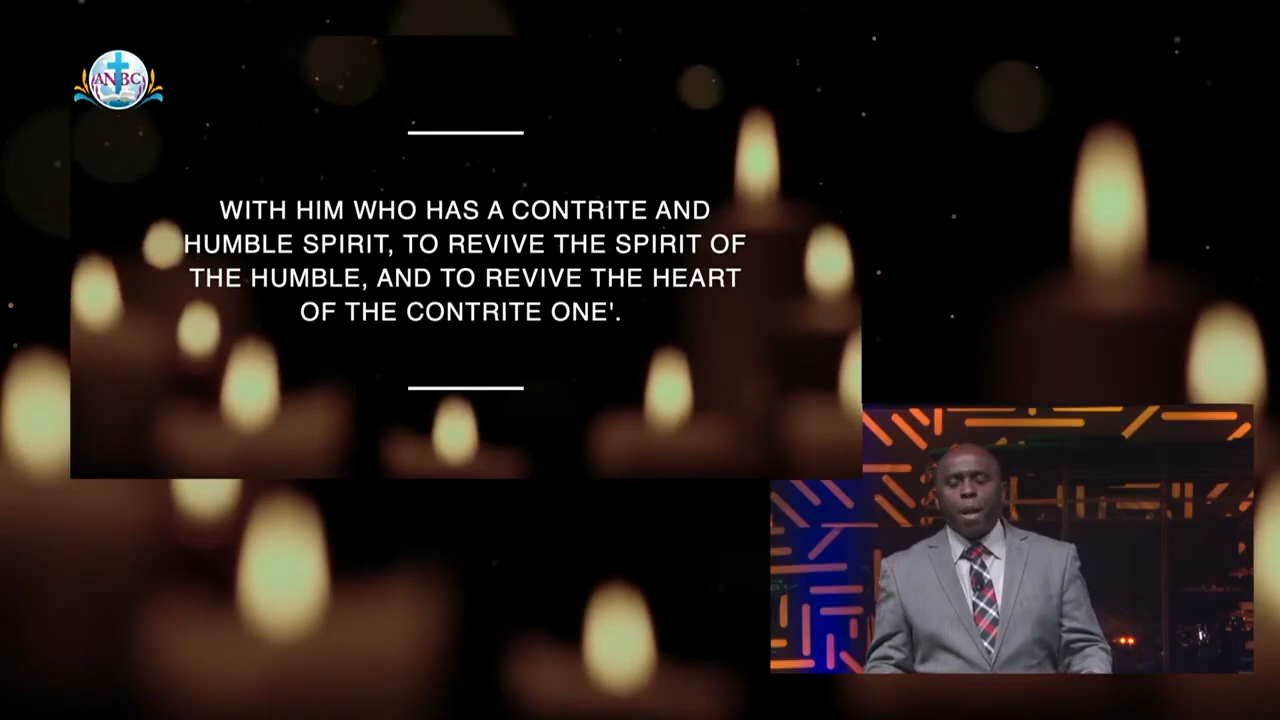 ANBC
WITH HIM WHO HAS A CONTRITE AND
HUMBLE SPIRIT, TO REVIVE THE SPIRIT OF
THE HUMBLE, AND TO REVIVE THE HEART
OF THE CONTRITE ONE'.